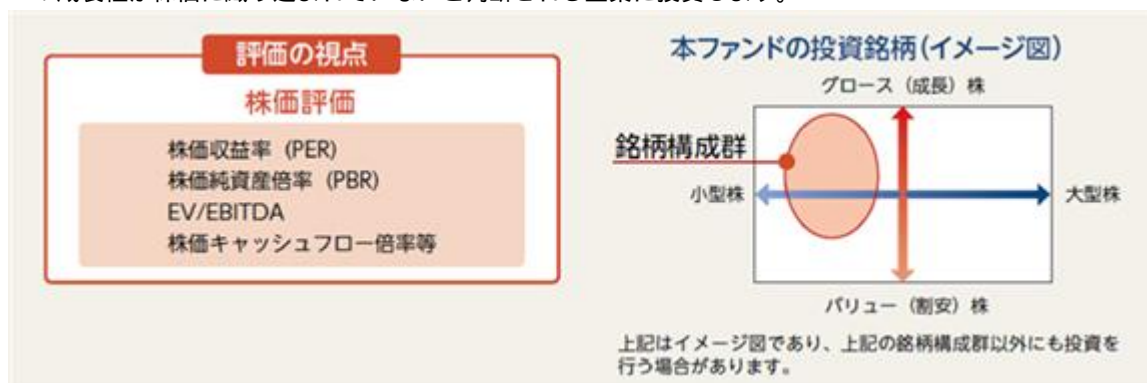 評価の視点
株価評価
株価収益率（PER）
株価純資産倍率（PBR）
EV/EBITDA
株価キャッシュフロー倍率等
本ファンドの投資銘柄（イメージ図）
グロース（成長）株
銘柄構成群
小型株
大型株
バリュー（割安）株
上記はイメージ図であり、上記の銘柄構成群以外にも投資を
行う場合があります。